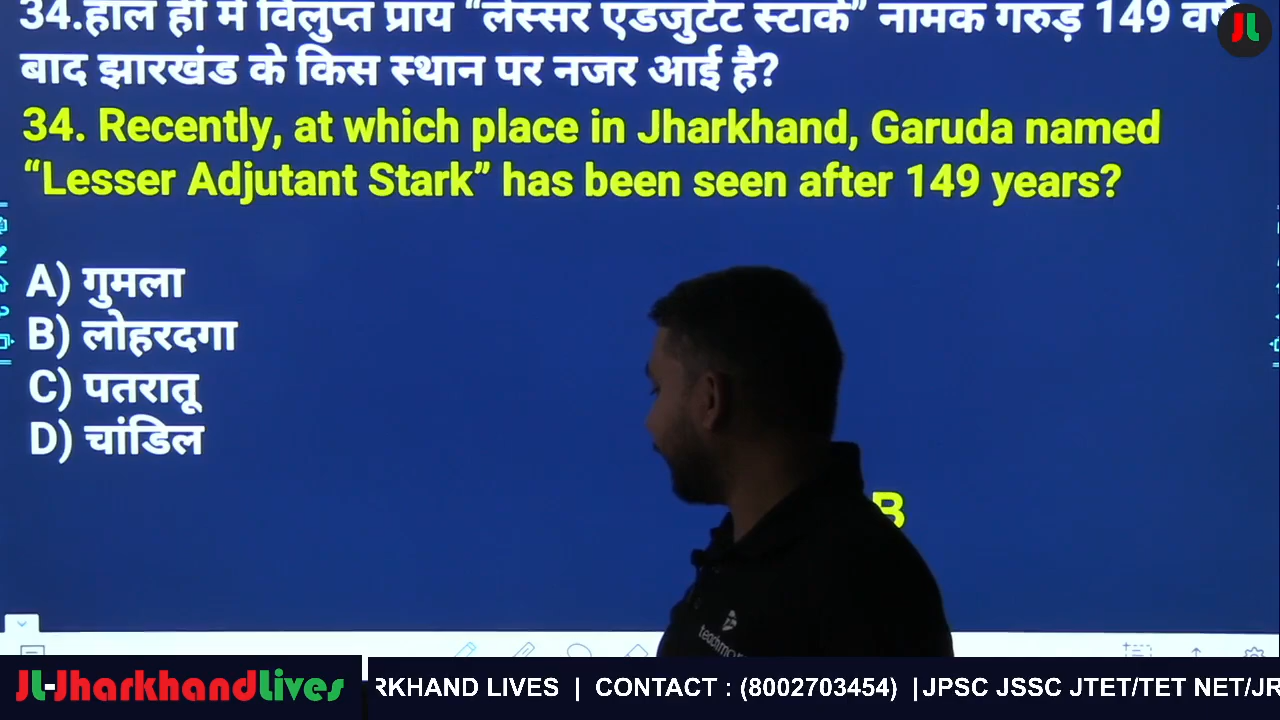 34.हाल ही में विलुप्त प्राय “लेस्सर एडजुटेंट स्टार्क” नामक गरुड़ 149 वर्ष
बाद झारखंड के किस स्थान पर नजर आई है?
34. Recently, at which place in Jharkhand, Garuda named
“Lesser Adjutant Stark” has been seen after 149 years?
A) गुमला
B) लोहरदगा
C) पतरातू
D) चांडिल
B
JL
JL-JharkhandLives
RKHAND LIVES | CONTACT : (8002703454) |JPSC JSSC JTET/TET NET/JR